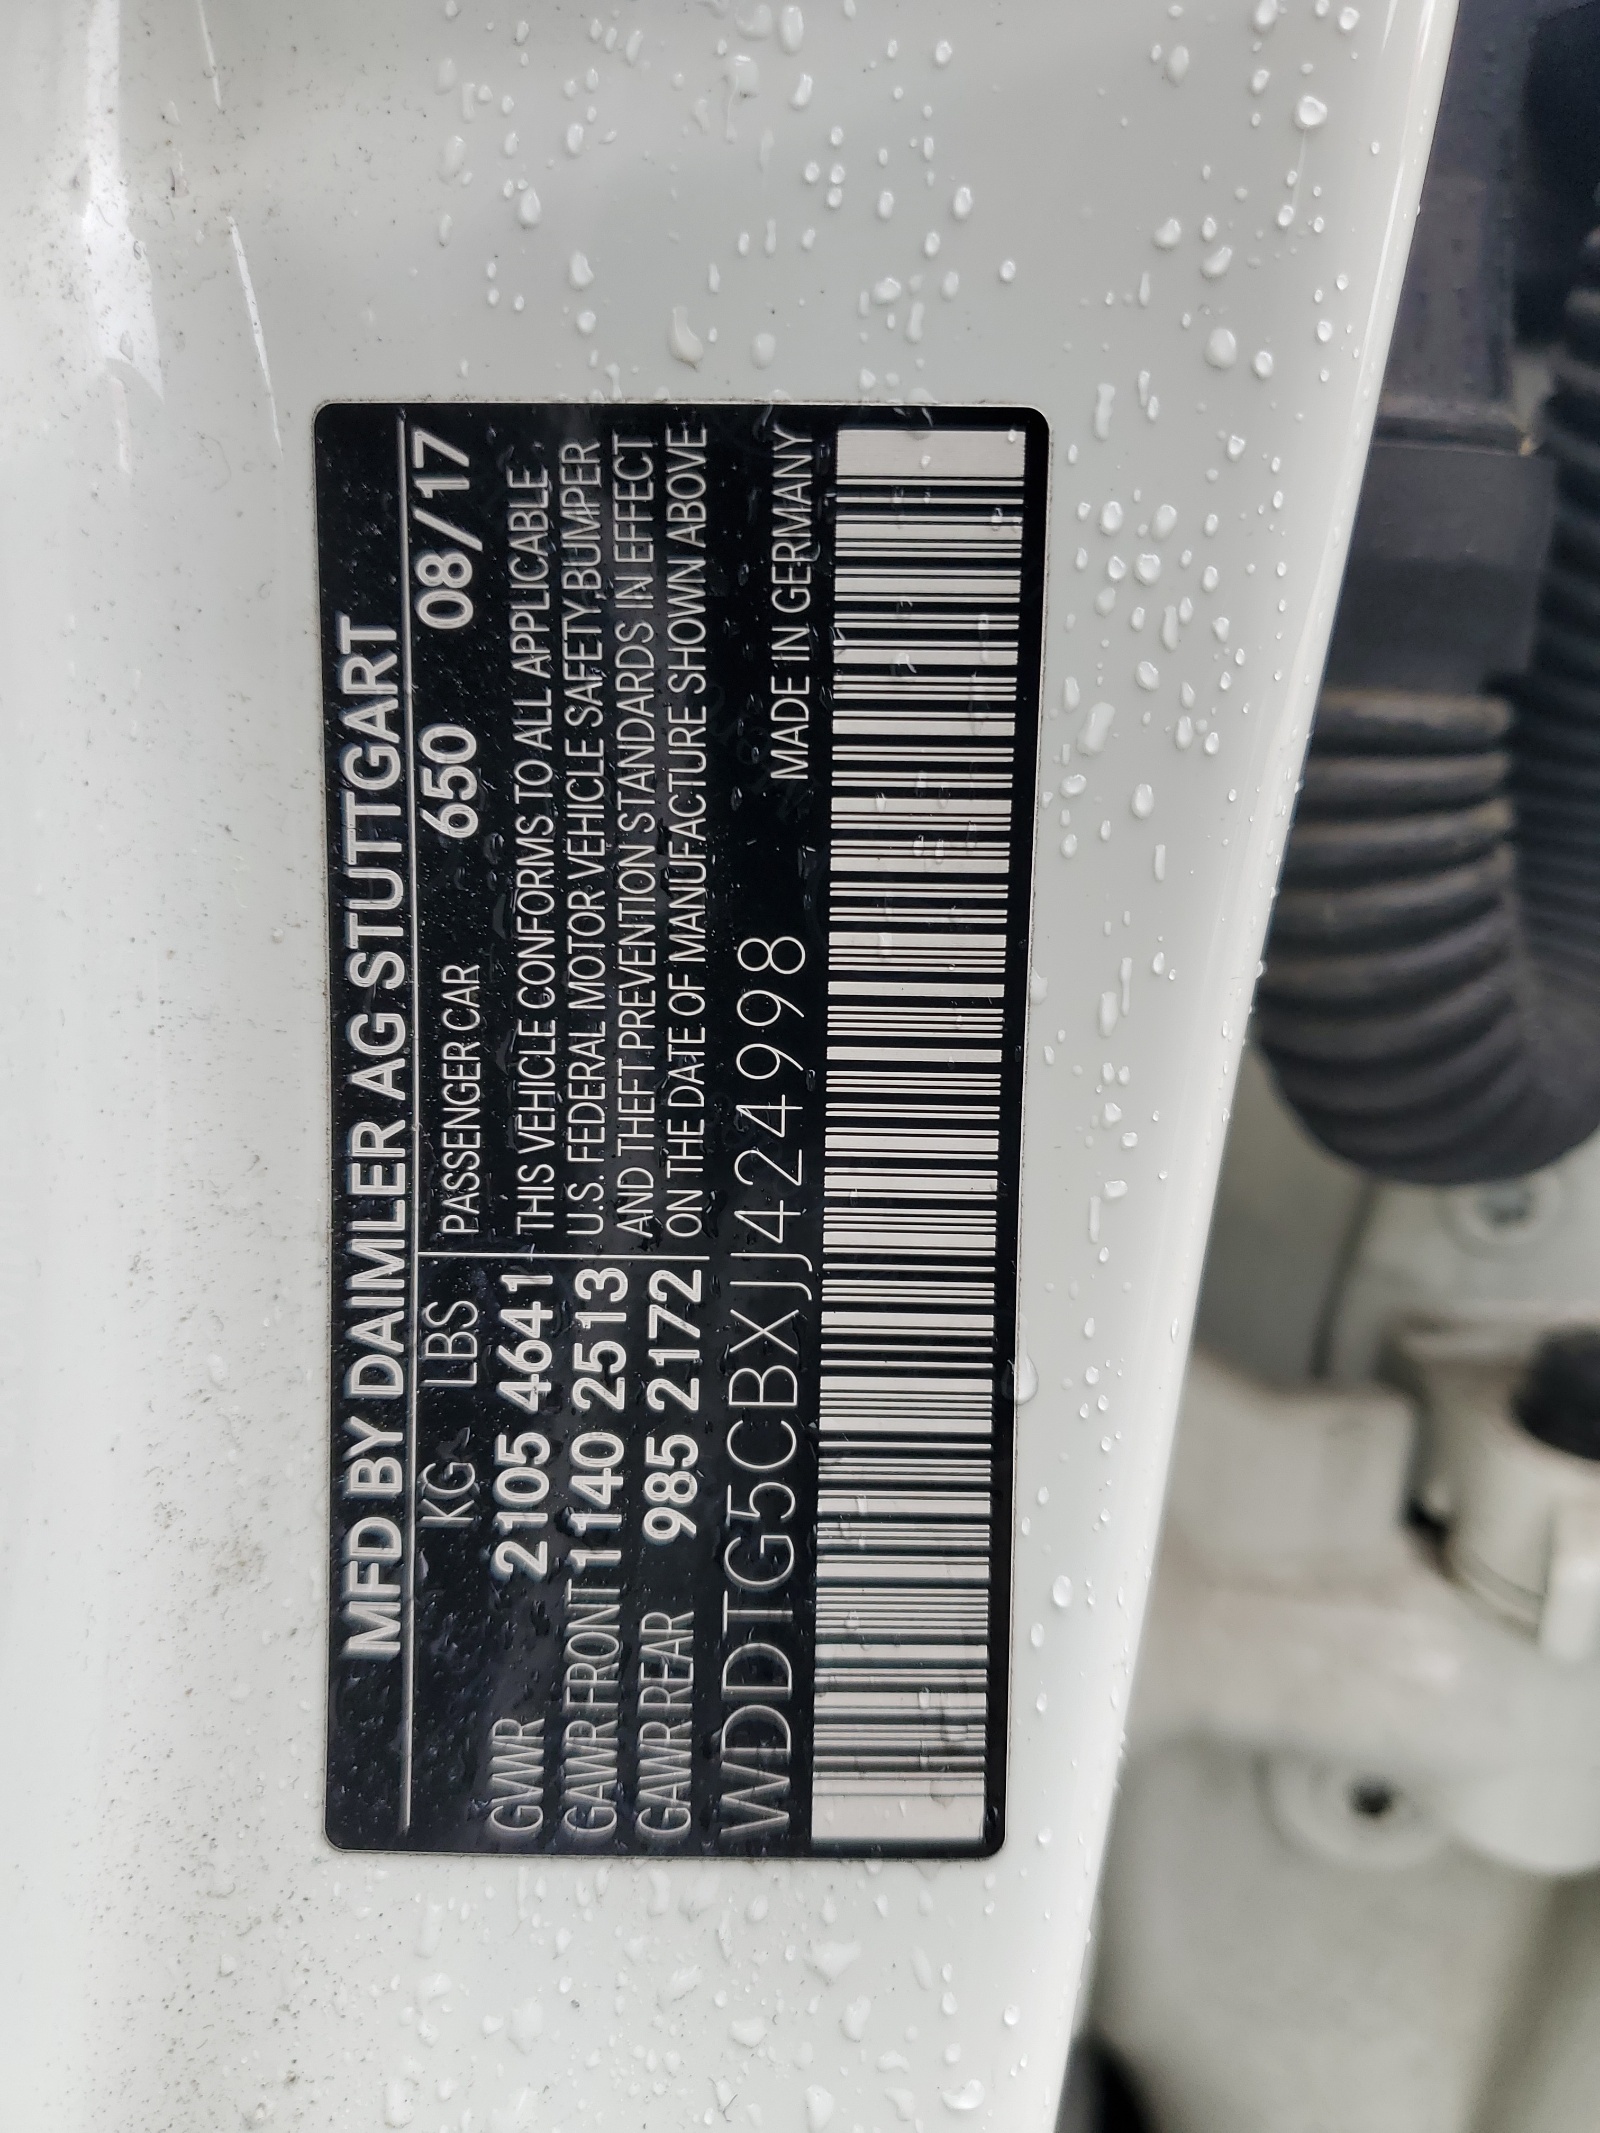 MFD BY DAIMLER AG STUTTGART
KG LBS PASSENGER CAR 650 08/17
GVWR 2105 4641 THIS VEHICLE CONFORMS TO ALL APPLICABLE
GAWR FRONT 1140 2513 U.S. FEDERAL MOTOR VEHICLE SAFETY,BUMPER
AND THEFT PREVENTION STANDARDS IN EFFECT
GAWR REAR 985 2172 ON THE DATE OF MANUFACTURE SHOWN ABOVE
WDDTG5CBXJJ424998 MADE IN GERMANY